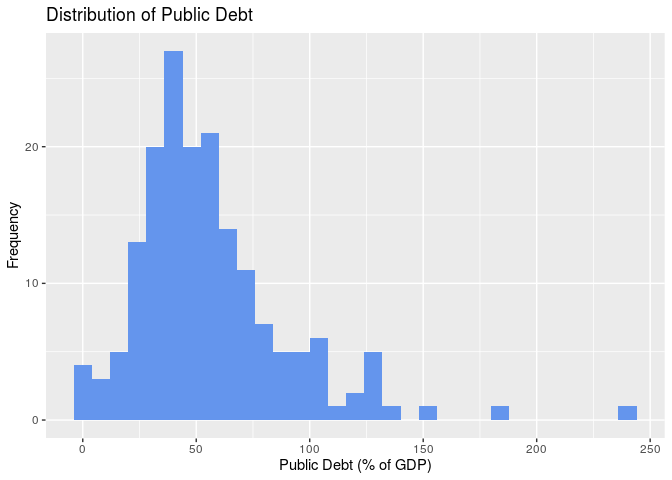 Distribution of Public Debt
Frequency
20
10
0
0 50 100 150 200 250
Public Debt (% of GDP)